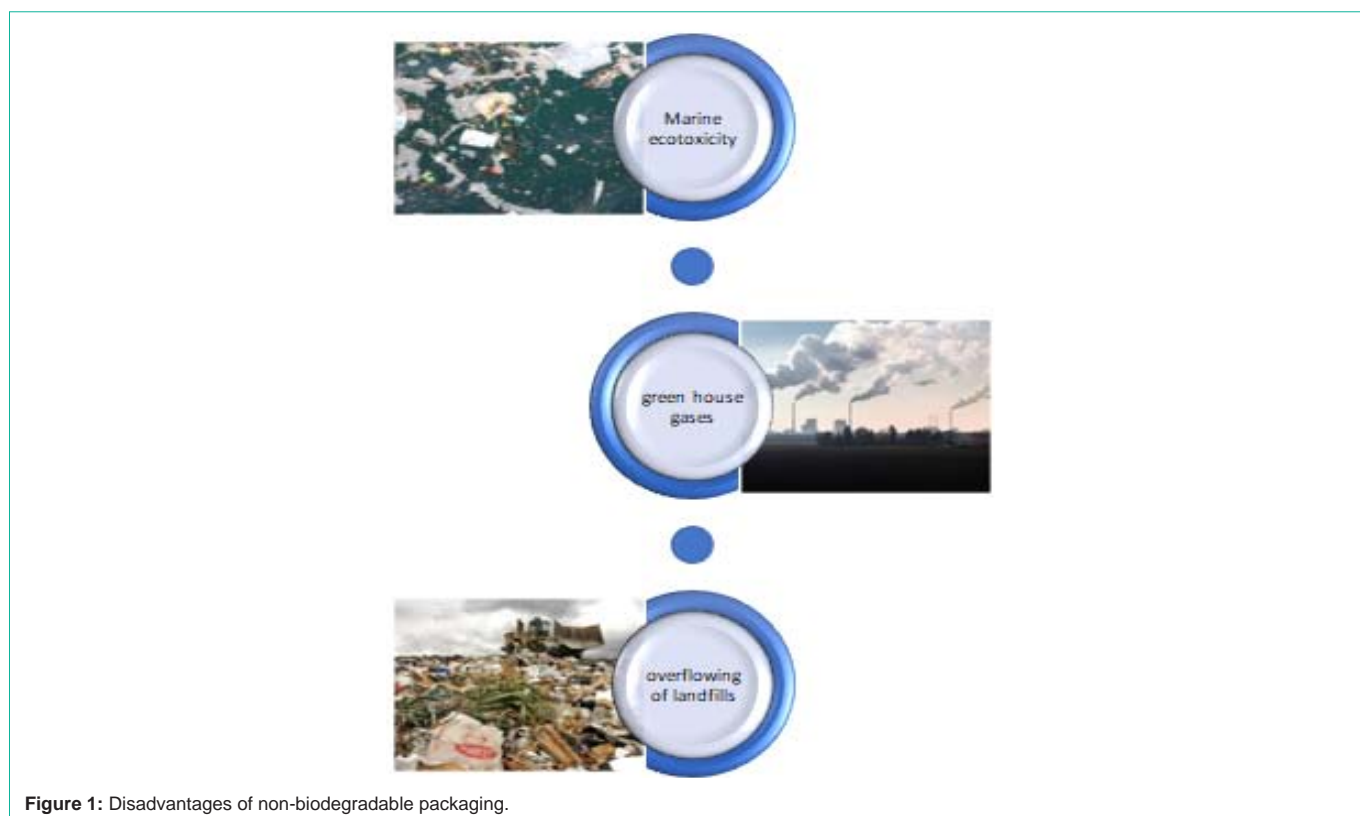 Marine
ecotoxicity
green house
gases
overflowing
of landfills
Figure 1: Disadvantages of non-biodegradable packaging.